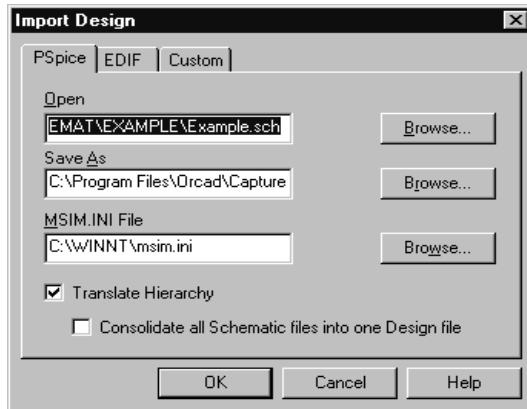 Import Design
PSpice EDIF Custom
Open
EMAT\EXAMPLE\Example.sch Browse...
Save As
C:\Program Files\Orcad\Capture Browse...
MSIM.INI File
C:\WINNT\msim.ini Browse...
Translate Hierarchy
Consolidate all Schematic files into one Design file
OK Cancel Help